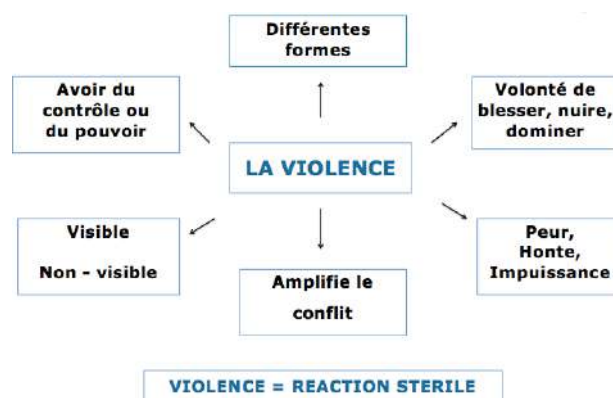 Différentes
formes
Avoir du
contrôle ou
du pouvoir
Volonté de
blesser, nuire,
dominer
LA VIOLENCE
Visible
Non - visible
Peur,
Honte,
Impuissance
Amplifie le
conflit
VIOLENCE = REACTION STERILE